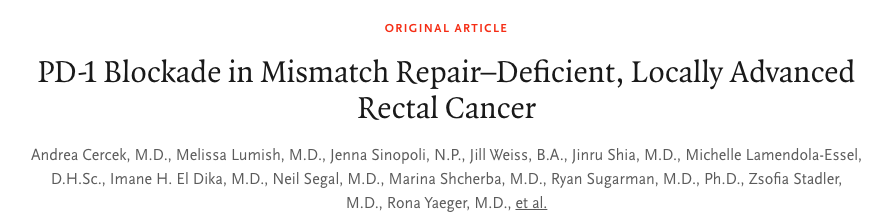 ORIGINAL ARTICLE
PD-1 Blockade in Mismatch Repair–Deficient, Locally Advanced
Rectal Cancer
Andrea Cercek, M.D., Melissa Lumish, M.D., Jenna Sinopoli, N.P., Jill Weiss, B.A., Jinru Shia, M.D., Michelle Lamendola-Essel,
D.H.Sc., Imane H. El Dika, M.D., Neil Segal, M.D., Marina Shcherba, M.D., Ryan Sugarman, M.D., Ph.D., Zsofia Stadler,
M.D., Rona Yaeger, M.D., et al.